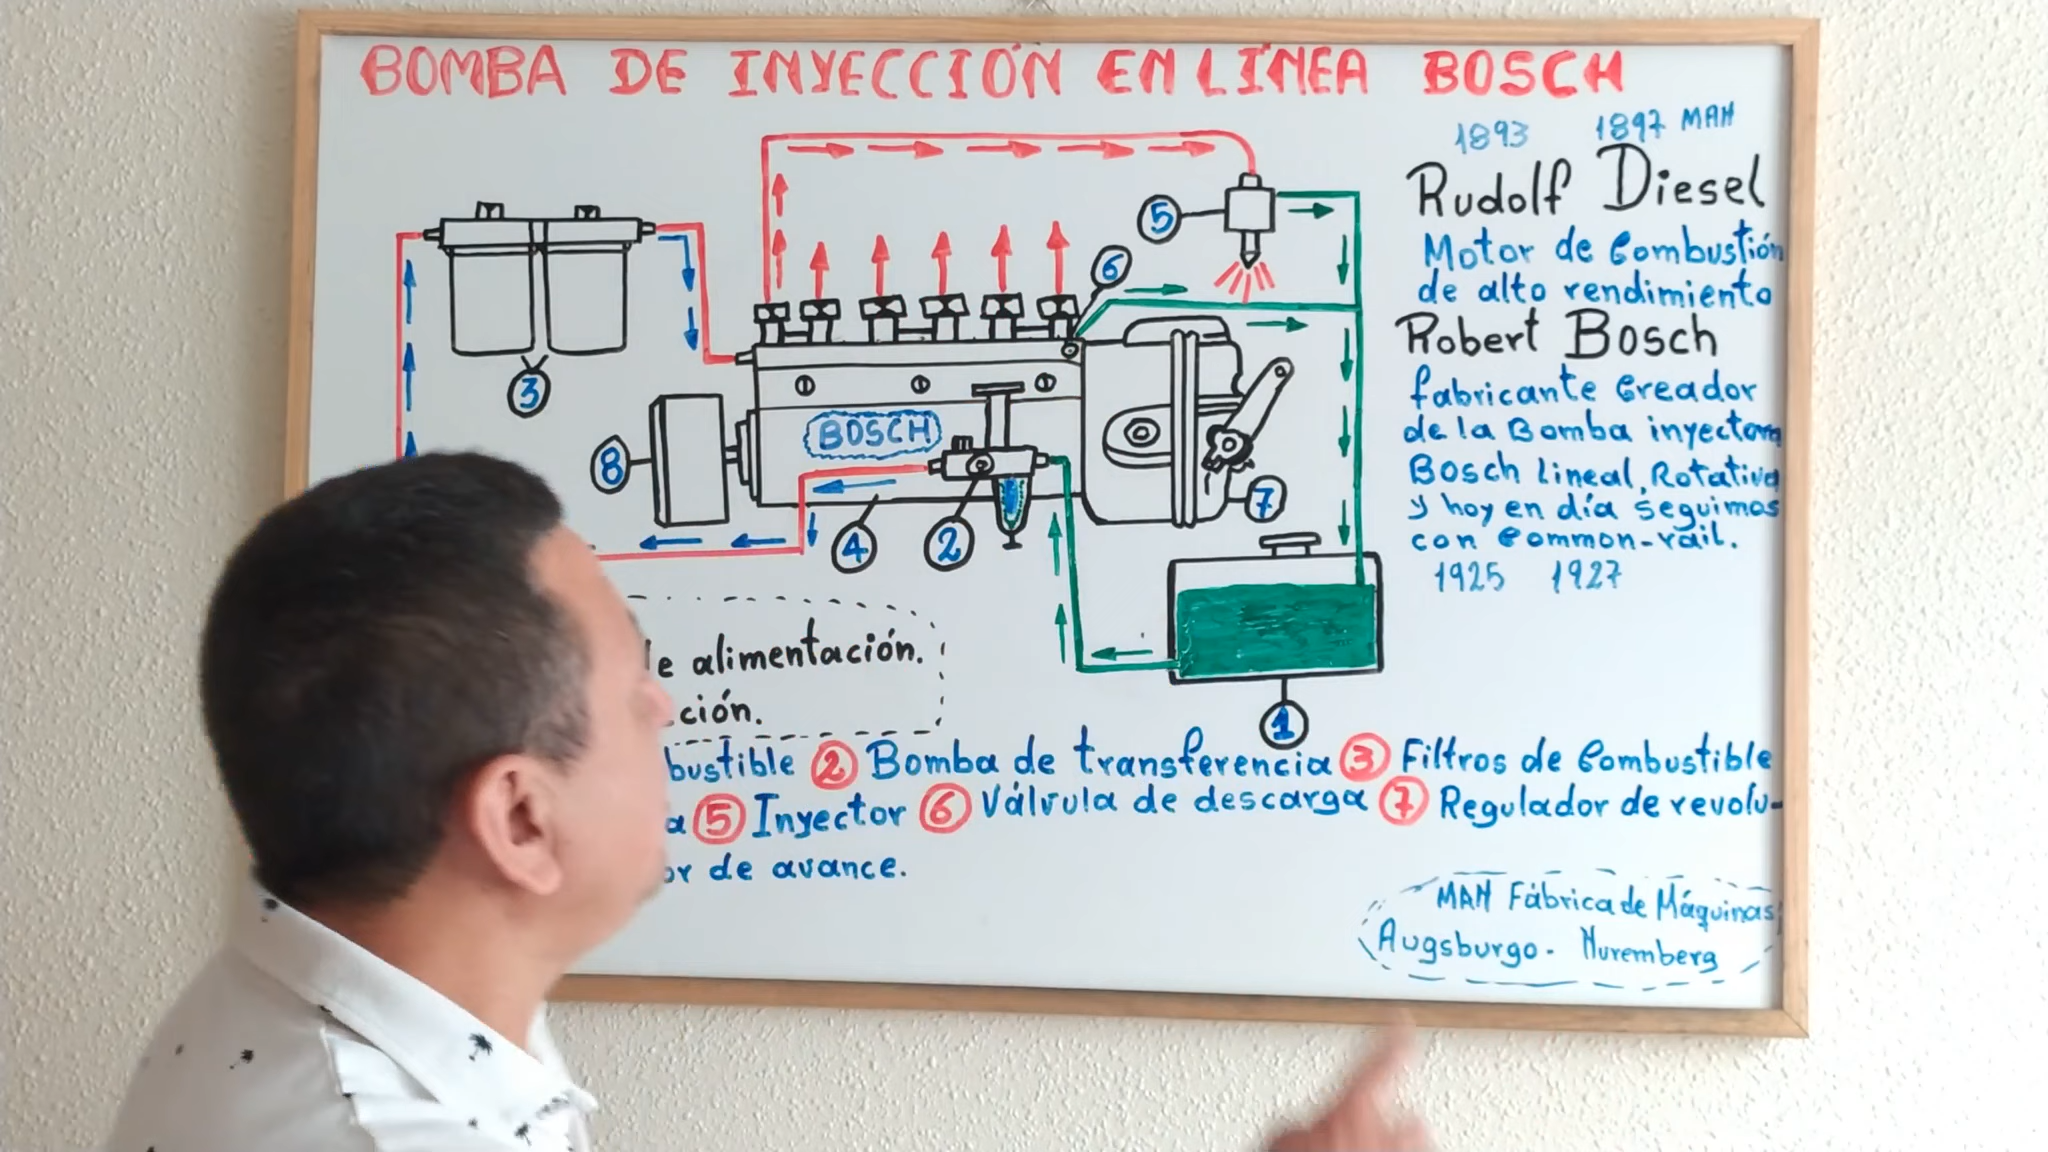 BOMBA DE INYECCIÓN EN LÍNEA BOSCH
1893 1897 MAN
Rudolf Diesel
Motor de Combustión
de alto rendimiento
Robert Bosch
fabricante Creador
de la Bomba inyectora
Bosch lineal, Rotativa
y hoy en día seguimos
con Common-rail.
1925 1927
5
6
3
BOSCH
8
7
4
2
1
alimentación.
② Bomba de transferencia ③ Filtros de Combustible
⑤ Inyector ⑥ Válvula de descarga ⑦ Regulador de revolu-
de avance.
MAN Fábrica de Máquinas
Augsburgo - Nuremberg